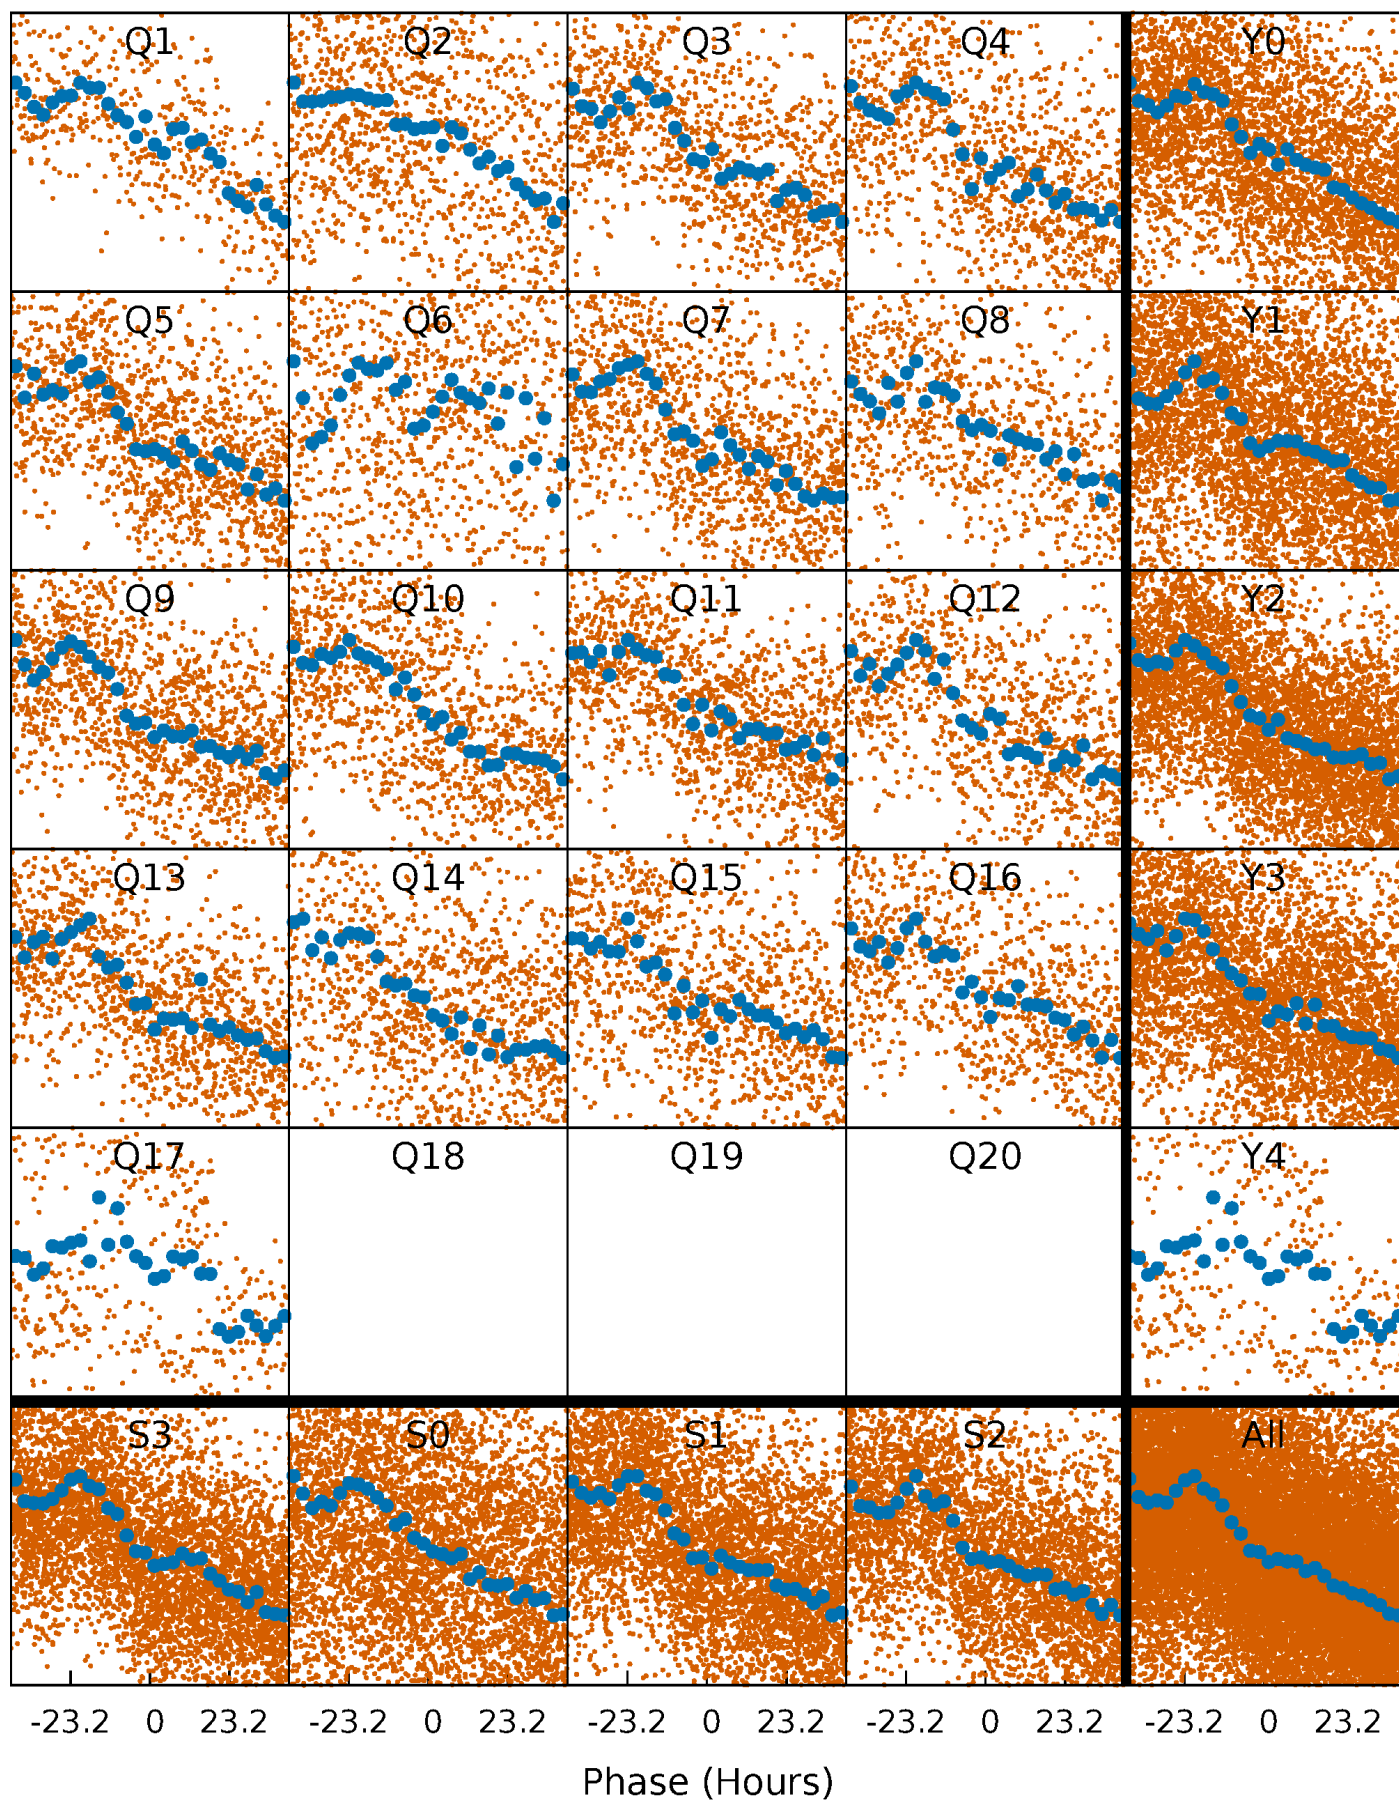 Q1 Q2 Q3 Q4 Y0
Q5 Q6 Q7 Q8 Y1
Q9 Q10 Q11 Q12 Y2
Q13 Q14 Q15 Q16 Y3
Q17 Q18 Q19 Q20 Y4
S3 S0 S1 S2 All
-23.2 0 23.2 -23.2 0 23.2 -23.2 0 23.2 -23.2 0 23.2 -23.2 0 23.2
Phase (Hours)